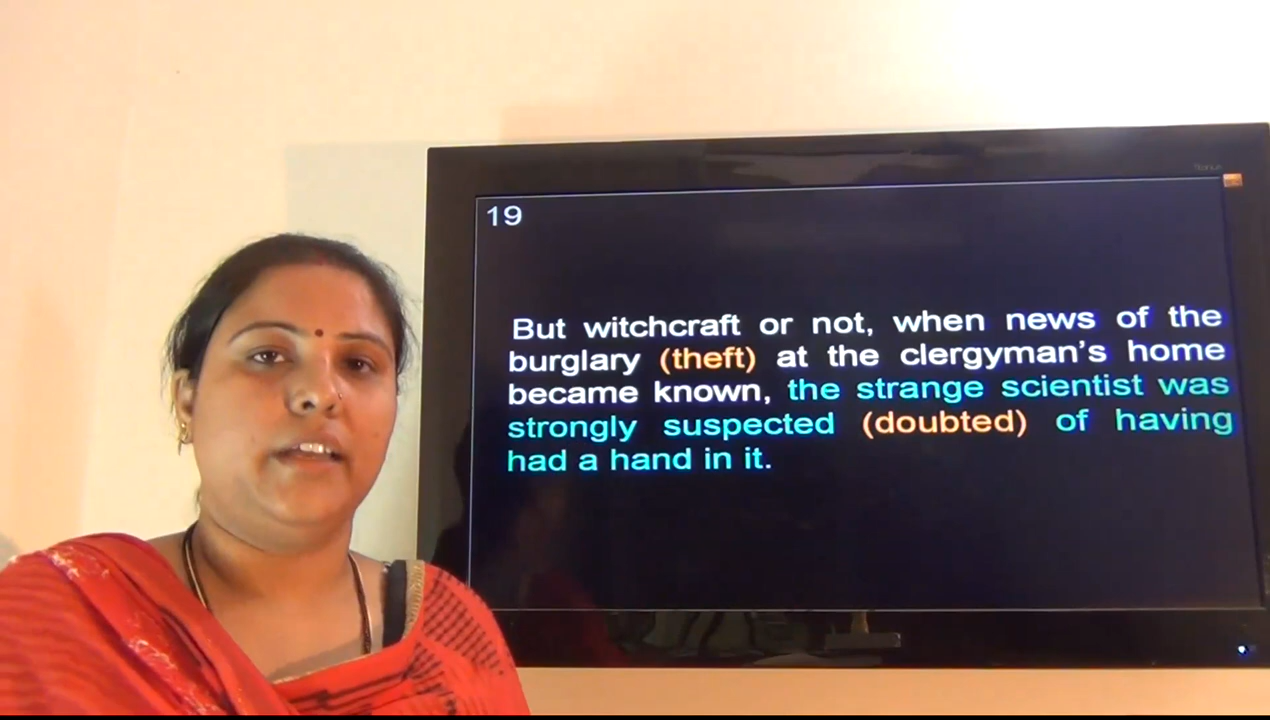 19
But witchcraft or not, when news of the
burglary (theft) at the clergyman's home
became known, the strange scientist was
strongly suspected (doubted) of having
had a hand in it.